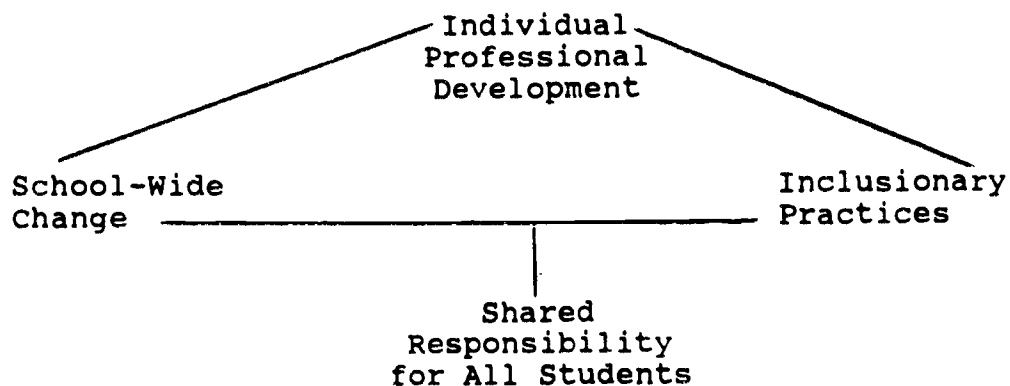 Individual
Professional
Development
School-Wide
Change
Inclusionary
Practices
Shared
Responsibility
for All Students